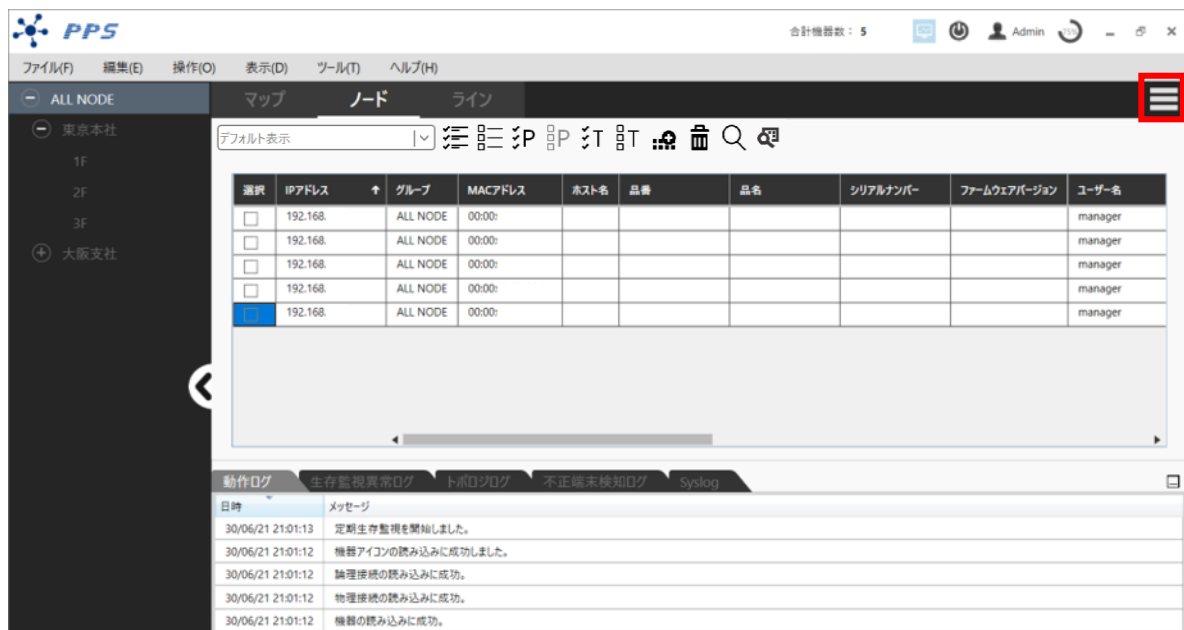 PPS 合計機器数： 5 Admin 75%
ファイル(F) 編集(E) 操作(O) 表示(D) ツール(T) ヘルプ(H)
ALL NODE マップ ノード ライン
東京本社
デフォルト表示 P P T T
1F
選択 IPアドレス グループ MACアドレス ホスト名 品番 品名 シリアルナンバー ファームウェアバージョン ユーザー名
2F
192.168. ALL NODE 00:00: manager
3F
192.168. ALL NODE 00:00: manager
大阪支社
192.168. ALL NODE 00:00: manager
192.168. ALL NODE 00:00: manager
192.168. ALL NODE 00:00: manager
動作ログ 生存監視異常ログ トポロジログ 不正端末検知ログ Syslog
日時 メッセージ
30/06/21 21:01:13 定期生存監視を開始しました。
30/06/21 21:01:12 機器アイコンの読み込みに成功しました。
30/06/21 21:01:12 論理接続の読み込みに成功。
30/06/21 21:01:12 物理接続の読み込みに成功。
30/06/21 21:01:12 機器の読み込みに成功。